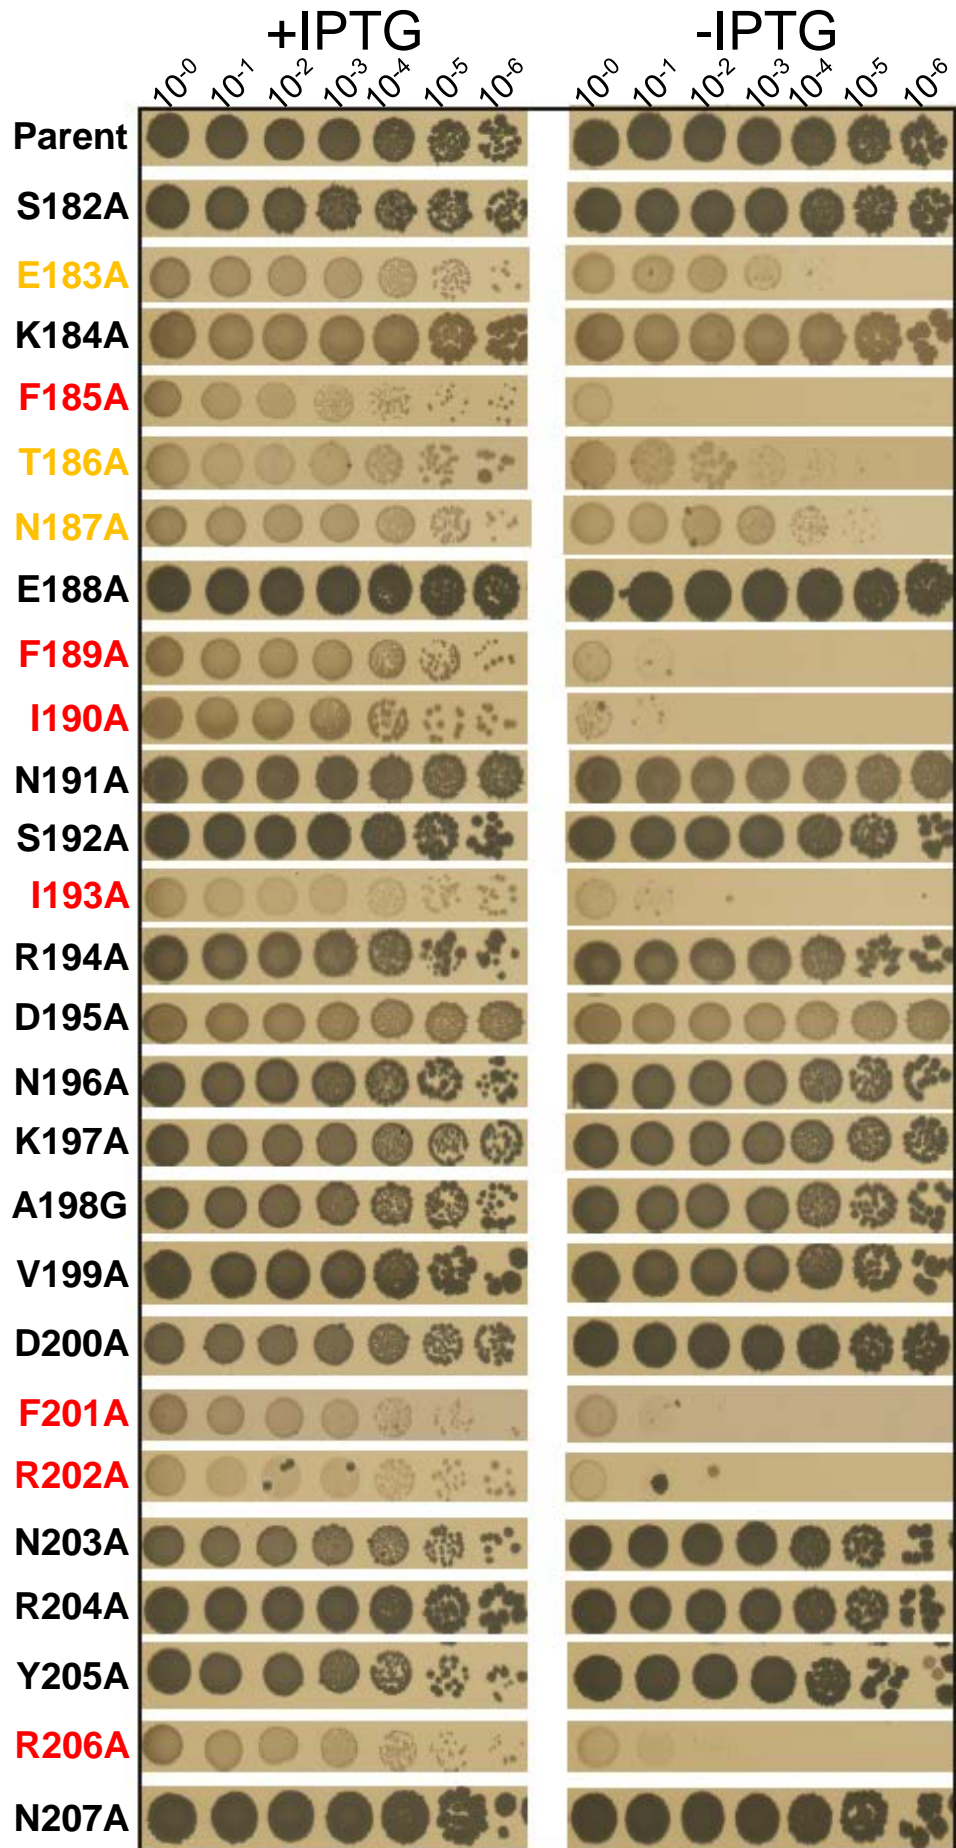 +IPTG -IPTG
10-0 10-1 10-2 10-3 10-4 10-5 10-6 10-0 10-1 10-2 10-3 10-4 10-5 10-6
Parent
S182A
E183A
K184A
F185A
T186A
N187A
E188A
F189A
I190A
N191A
S192A
I193A
R194A
D195A
N196A
K197A
A198G
V199A
D200A
F201A
R202A
N203A
R204A
Y205A
R206A
N207A